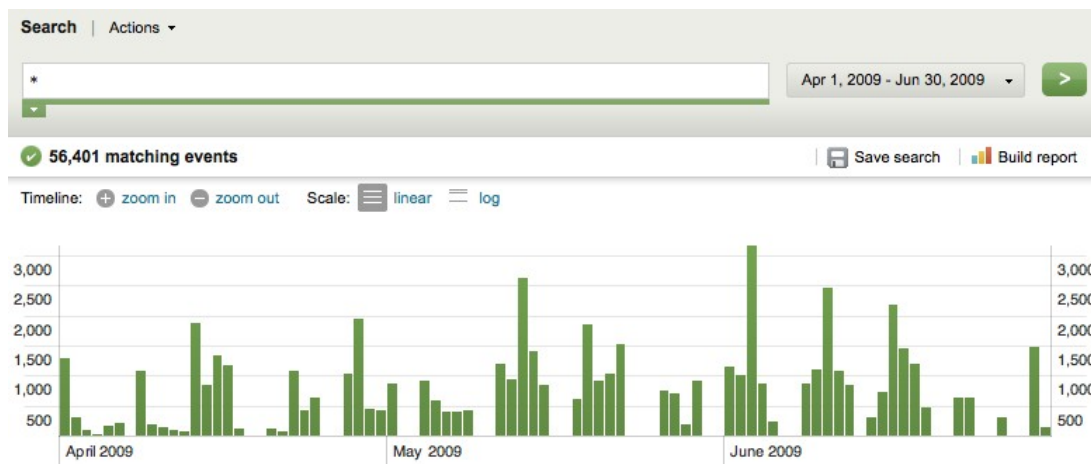 Search | Actions
*
Apr 1, 2009 - Jun 30, 2009 >
56,401 matching events
Save search | Build report
Timeline: zoom in zoom out Scale: linear log
3,000 3,000
2,500 2,500
2,000 2,000
1,500 1,500
1,000 1,000
500 500
April 2009 May 2009 June 2009